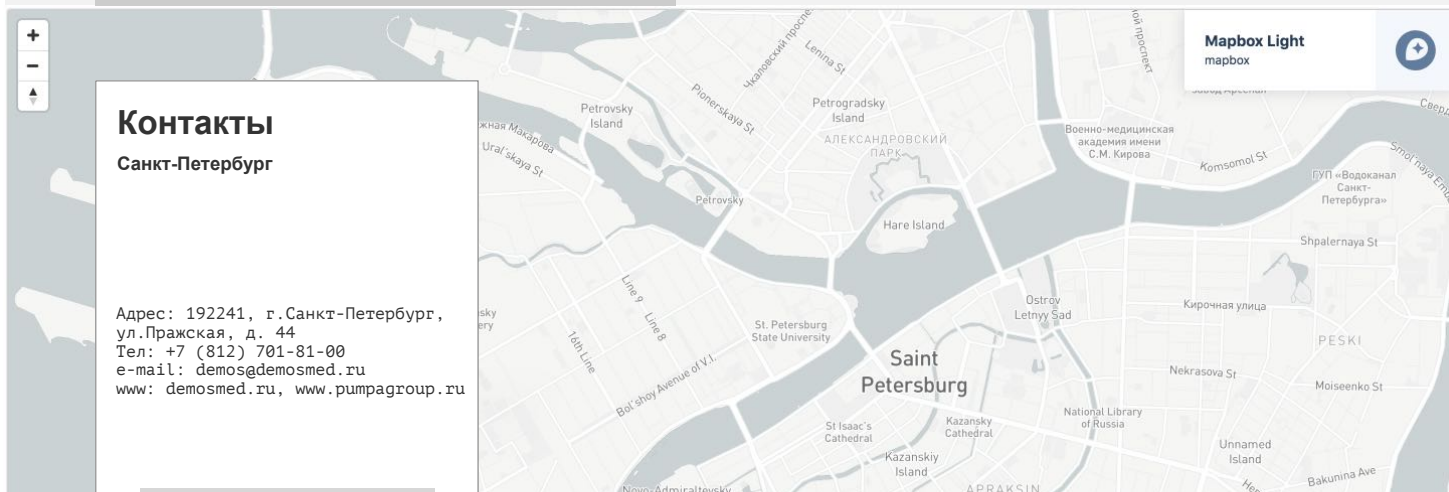 +
−
Контакты
Санкт-Петербург
Адрес: 192241, г.Санкт-Петербург,
ул.Пражская, д. 44
Тел: +7 (812) 701-81-00
e-mail: demos@demosmed.ru
www: demosmed.ru, www.pumpagroup.ru
Mapbox Light
mapbox
Lenina St
Pionerskaya St
Petrovsky
Island
Petrogradsky
Island
АЛЕКСАНДРОВСКИЙ
ПАРК
Военно-медицинская
академия имени
С.М. Кирова
Komsomol St
ГУП «Водоканал
Санкт-
Петербурга»
Ural'skaya St
Petrovsky
Hare Island
Shpalernaya St
Line 9
Line 8
16th Line
St. Petersburg
State University
Ostrov
Letnyy Sad
Кирочная улица
PESKI
Saint
Petersburg
Nekrasova St
Moiseenko St
Bol'shoy Avenue of V.I.
St Isaac's
Cathedral
Kazansky
Cathedral
National Library
of Russia
Kazanskiy
Island
Unnamed
Island
Bakunina Ave
APRAKSIN